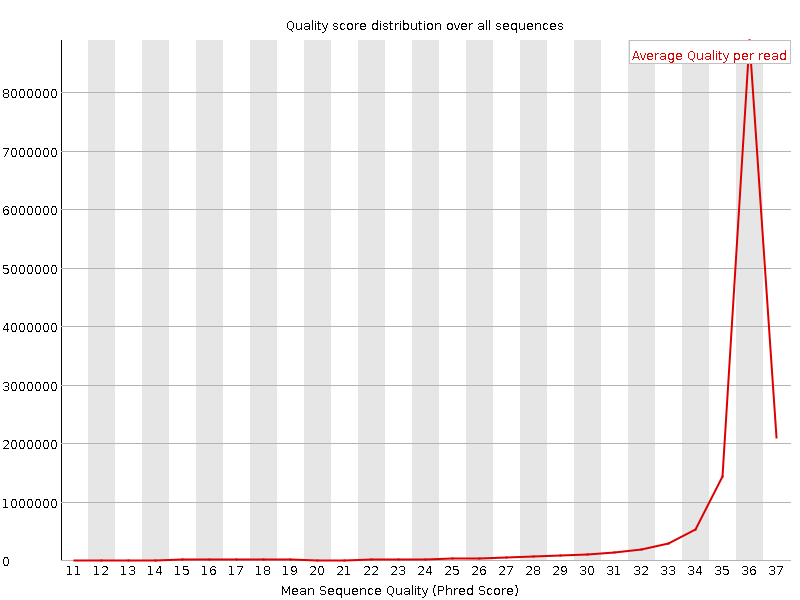 Quality score distribution over all sequences
Average Quality per read
8000000
7000000
6000000
5000000
4000000
3000000
2000000
1000000
0
11 12 13 14 15 16 17 18 19 20 21 22 23 24 25 26 27 28 29 30 31 32 33 34 35 36 37
Mean Sequence Quality (Phred Score)